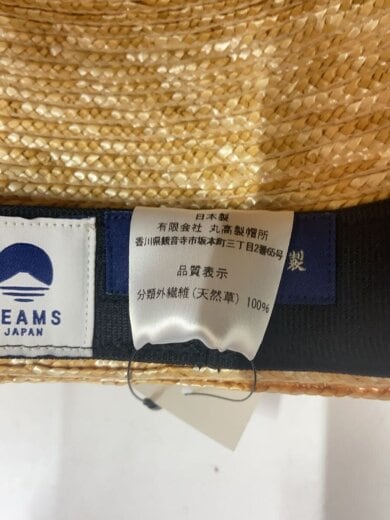 日本製
有限会社 丸高製帽所
香川県観音寺市坂本町三丁目2番65号
品質表示
分類外繊維(天然草) 100%
製
EAMS
JAPAN